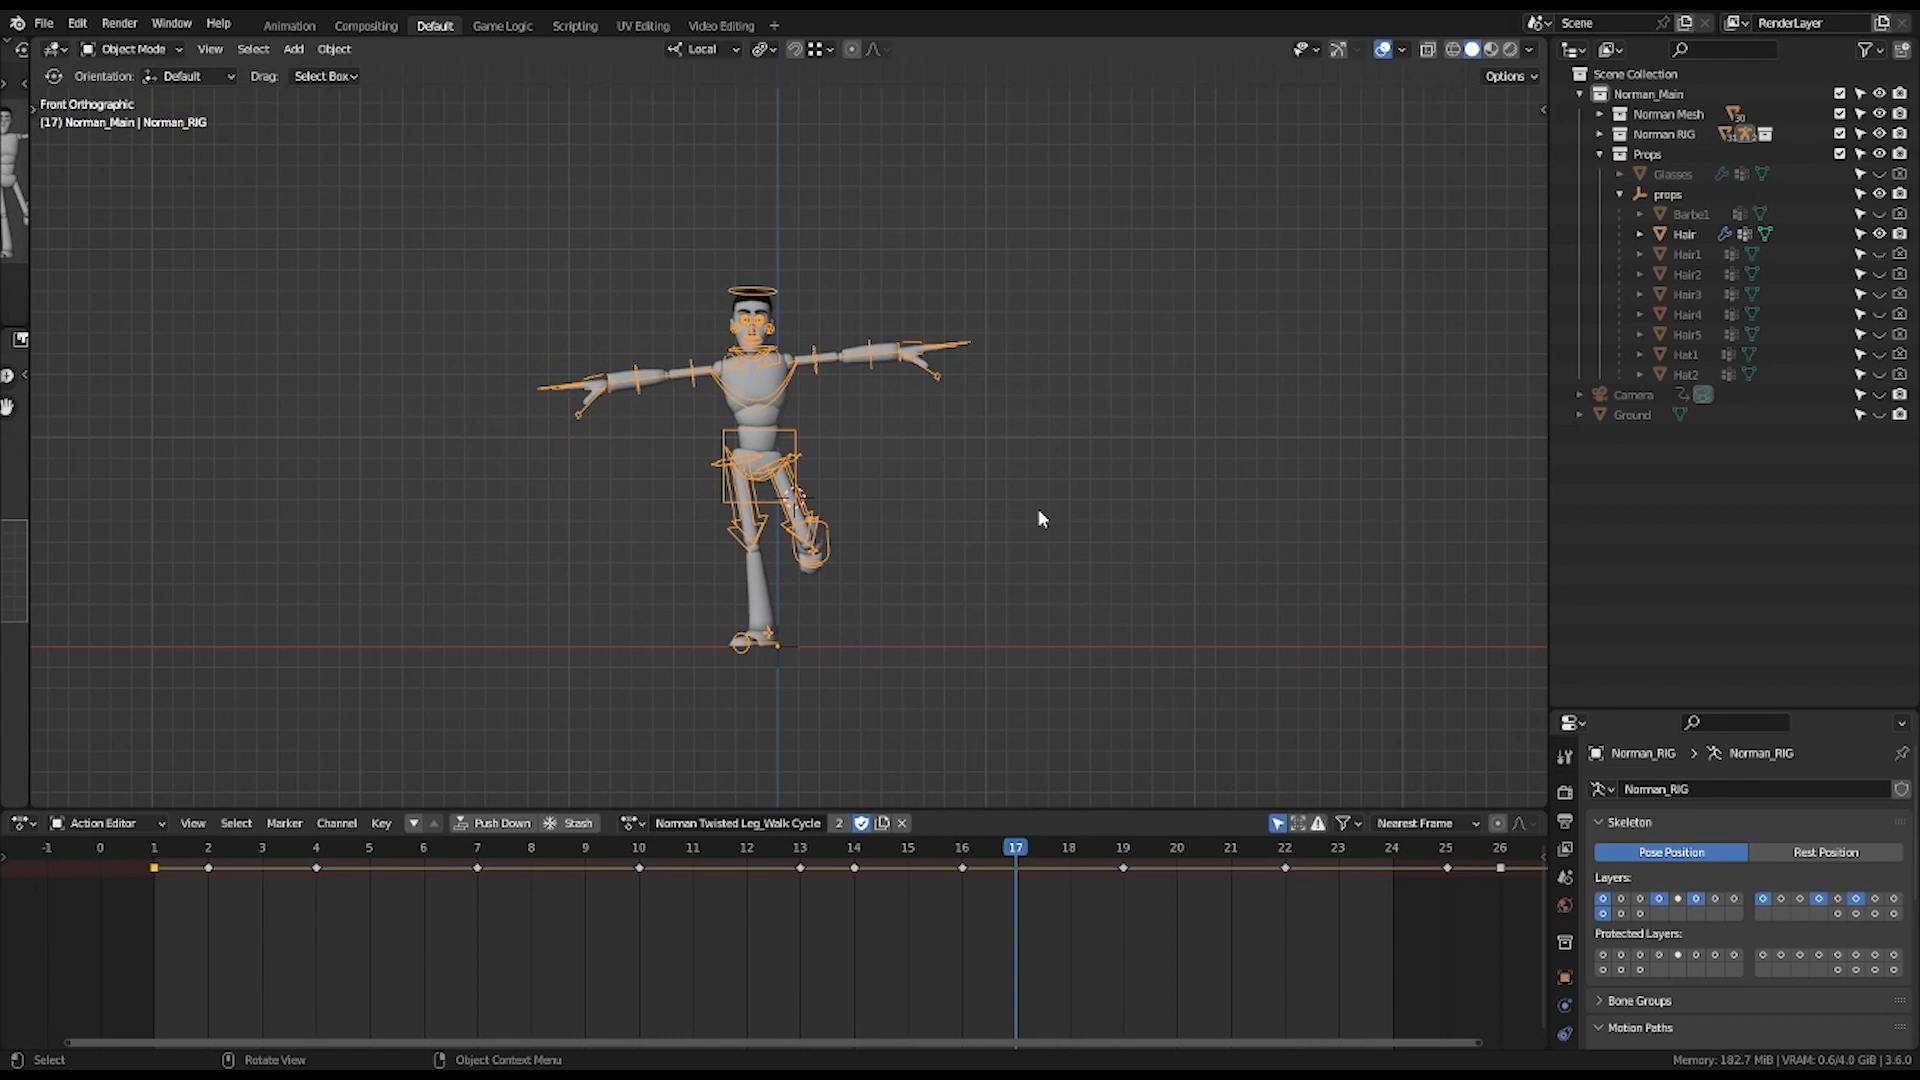 File Edit Render Window Help Animation Compositing Default Game Logic Scripting UV Editing Video Editing + Scene RenderLayer
Object Mode View Select Add Object Local
Orientation: Default Drag: Select Box Options
Front Orthographic
(17) Norman_Main | Norman_RIG
Scene Collection
Norman_Main
Norman Mesh 30
Norman RIG
Props
Glasses
props
Barbe1
Hair
Hair1
Hair2
Hair3
Hair4
Hair5
Hat1
Hat2
Camera
Ground
Norman_RIG > Norman_RIG
Norman_RIG
Skeleton
Pose Position Rest Position
Layers:
Protected Layers:
Bone Groups
Motion Paths
Action Editor View Select Marker Channel Key Push Down Stash Norman Twisted Leg_Walk Cycle 2 Nearest Frame
-1 0 1 2 3 4 5 6 7 8 9 10 11 12 13 14 15 16 17 18 19 20 21 22 23 24 25 26
Select Rotate View Object Context Menu Memory: 182.7 MiB | VRAM: 0.6/4.0 GiB | 3.6.0